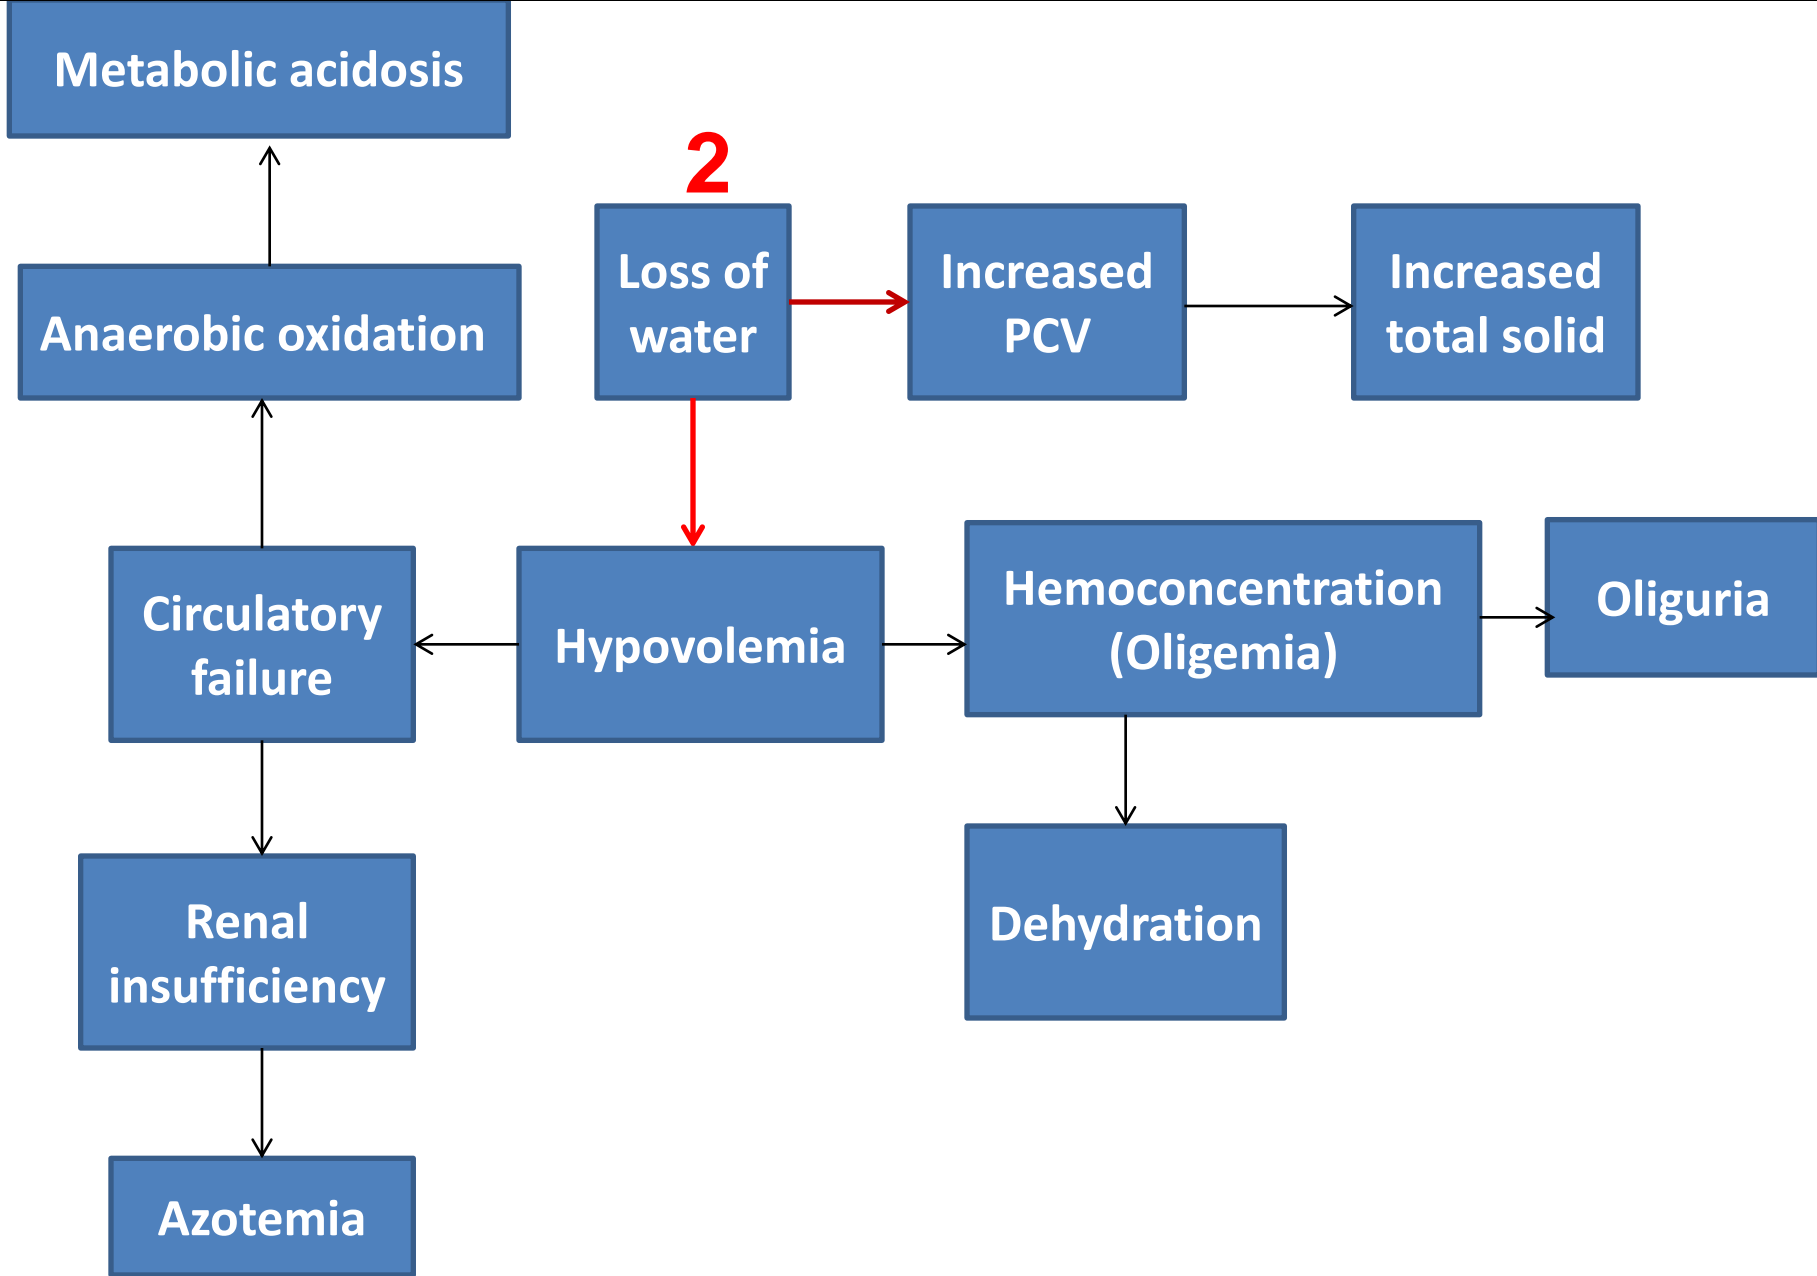 Metabolic acidosis
2
Loss of
water
Increased
PCV
Increased
total solid
Anaerobic oxidation
Circulatory
failure
Hypovolemia
Hemoconcentration
(Oligemia)
Oliguria
Renal
insufficiency
Dehydration
Azotemia